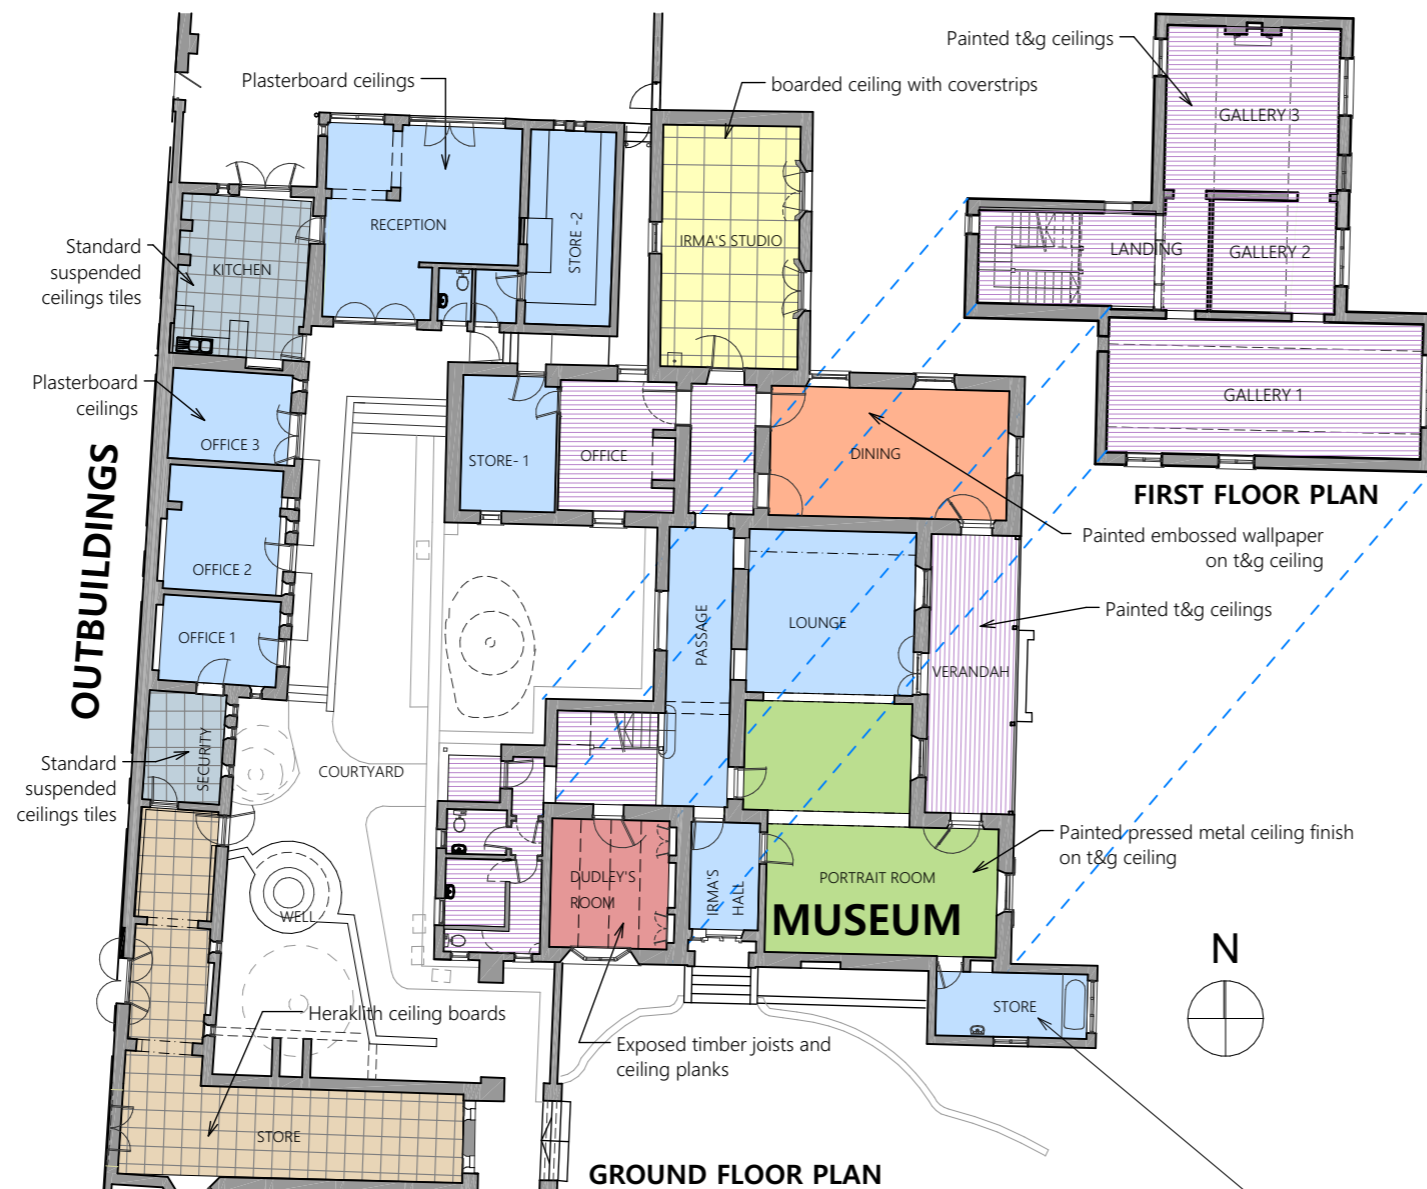 Painted t&g ceilings
Plasterboard ceilings
boarded ceiling with coverstrips
GALLERY 3
RECEPTION
STORE -2
IRMA'S STUDIO
LANDING
GALLERY 2
Standard
suspended
ceilings tiles
KITCHEN
Plasterboard
ceilings
OFFICE 3
STORE- 1
OFFICE
DINING
GALLERY 1
FIRST FLOOR PLAN
OUTBUILDINGS
OFFICE 2
Painted embossed wallpaper
on t&g ceiling
OFFICE 1
PASSAGE
LOUNGE
Painted t&g ceilings
VERANDAH
SECURITY
COURTYARD
Standard
suspended
ceilings tiles
Painted pressed metal ceiling finish
on t&g ceiling
DUDLEY'S
ROOM
IRMA'S
HALL
PORTRAIT ROOM
MUSEUM
WELL
N
STORE
Heraklith ceiling boards
Exposed timber joists and
ceiling planks
STORE
GROUND FLOOR PLAN